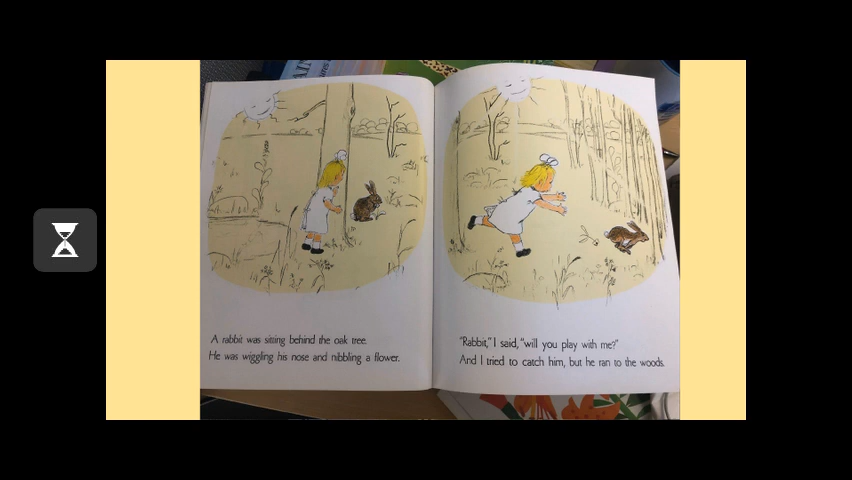 A rabbit was sitting behind the oak tree.
He was wiggling his nose and nibbling a flower.
"Rabbit," I said, "will you play with me?"
And I tried to catch him, but he ran to the woods.